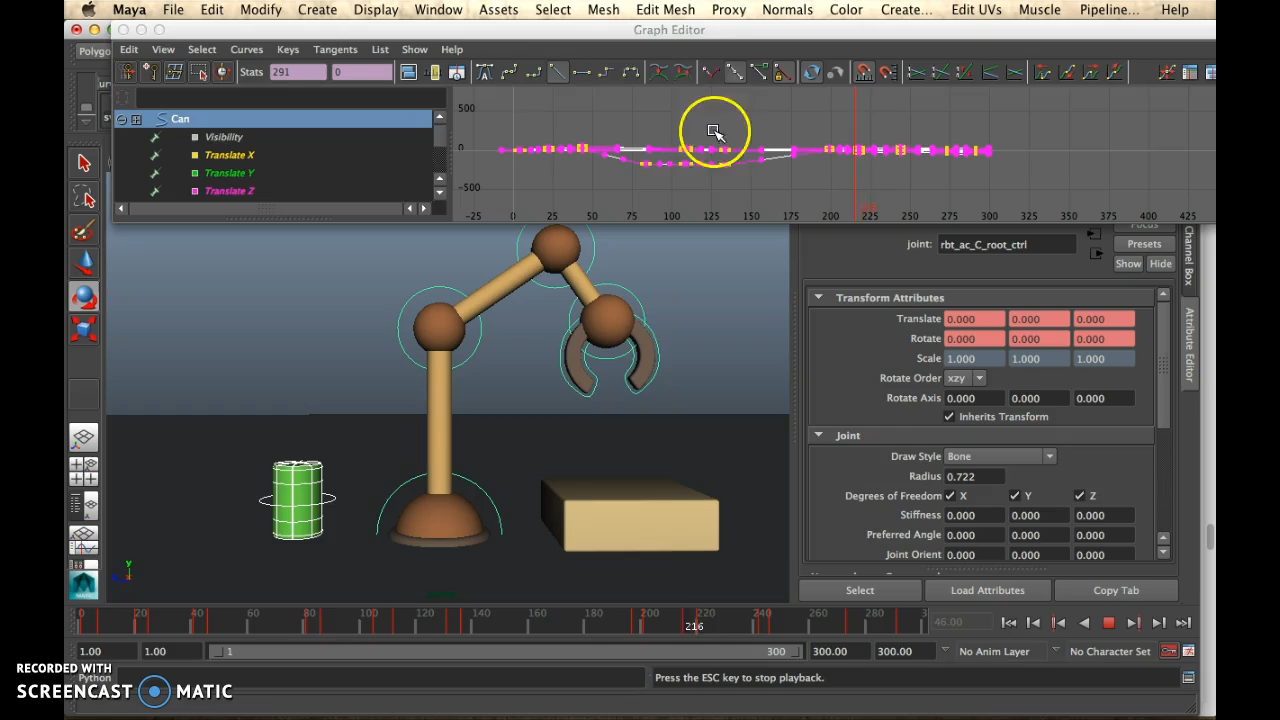 Maya File Edit Modify Create Display Window Assets Select Mesh Edit Mesh Proxy Normals Color Create... Edit UVs Muscle Pipeline... Help
Graph Editor
Polygo
Edit View Select Curves Keys Tangents List Show Help
Stats 291 0
Can
Visibility
Translate X
Translate Y
Translate Z
500
0
-500
-25 0 25 50 75 100 125 150 175 200 225 250 275 300 325 350 375 400 425
Focus
joint: rbt_ac_C_root_ctrl
Presets
Show Hide
Channel Box
Attribute Editor
Transform Attributes
Translate 0.000 0.000 0.000
Rotate 0.000 0.000 0.000
Scale 1.000 1.000 1.000
Rotate Order xzy
Rotate Axis 0.000 0.000 0.000
Inherits Transform
Joint
Draw Style Bone
Radius 0.722
Degrees of Freedom X Y Z
Stiffness 0.000 0.000 0.000
Preferred Angle 0.000 0.000 0.000
Joint Orient 0.000 0.000 0.000
y
Select Load Attributes Copy Tab
0 20 40 60 80 100 120 140 160 180 200 220 240 260 280 3
216
46.00
1.00 1.00 1 300 300.00 300.00 No Anim Layer No Character Set
Python
Press the ESC key to stop playback.
RECORDED WITH
SCREENCAST MATIC